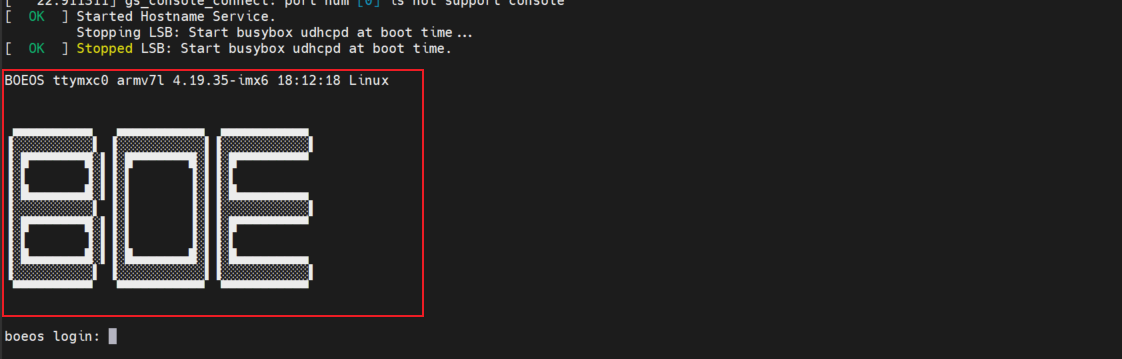 [   22.911311] gs_console_connect: port num [0] is not support console
[  OK  ] Started Hostname Service.
         Stopping LSB: Start busybox udhcpd at boot time...
[  OK  ] Stopped LSB: Start busybox udhcpd at boot time.
BOEOS ttymxc0 armv7l 4.19.35-imx6 18:12:18 Linux
BOE
boeos login: